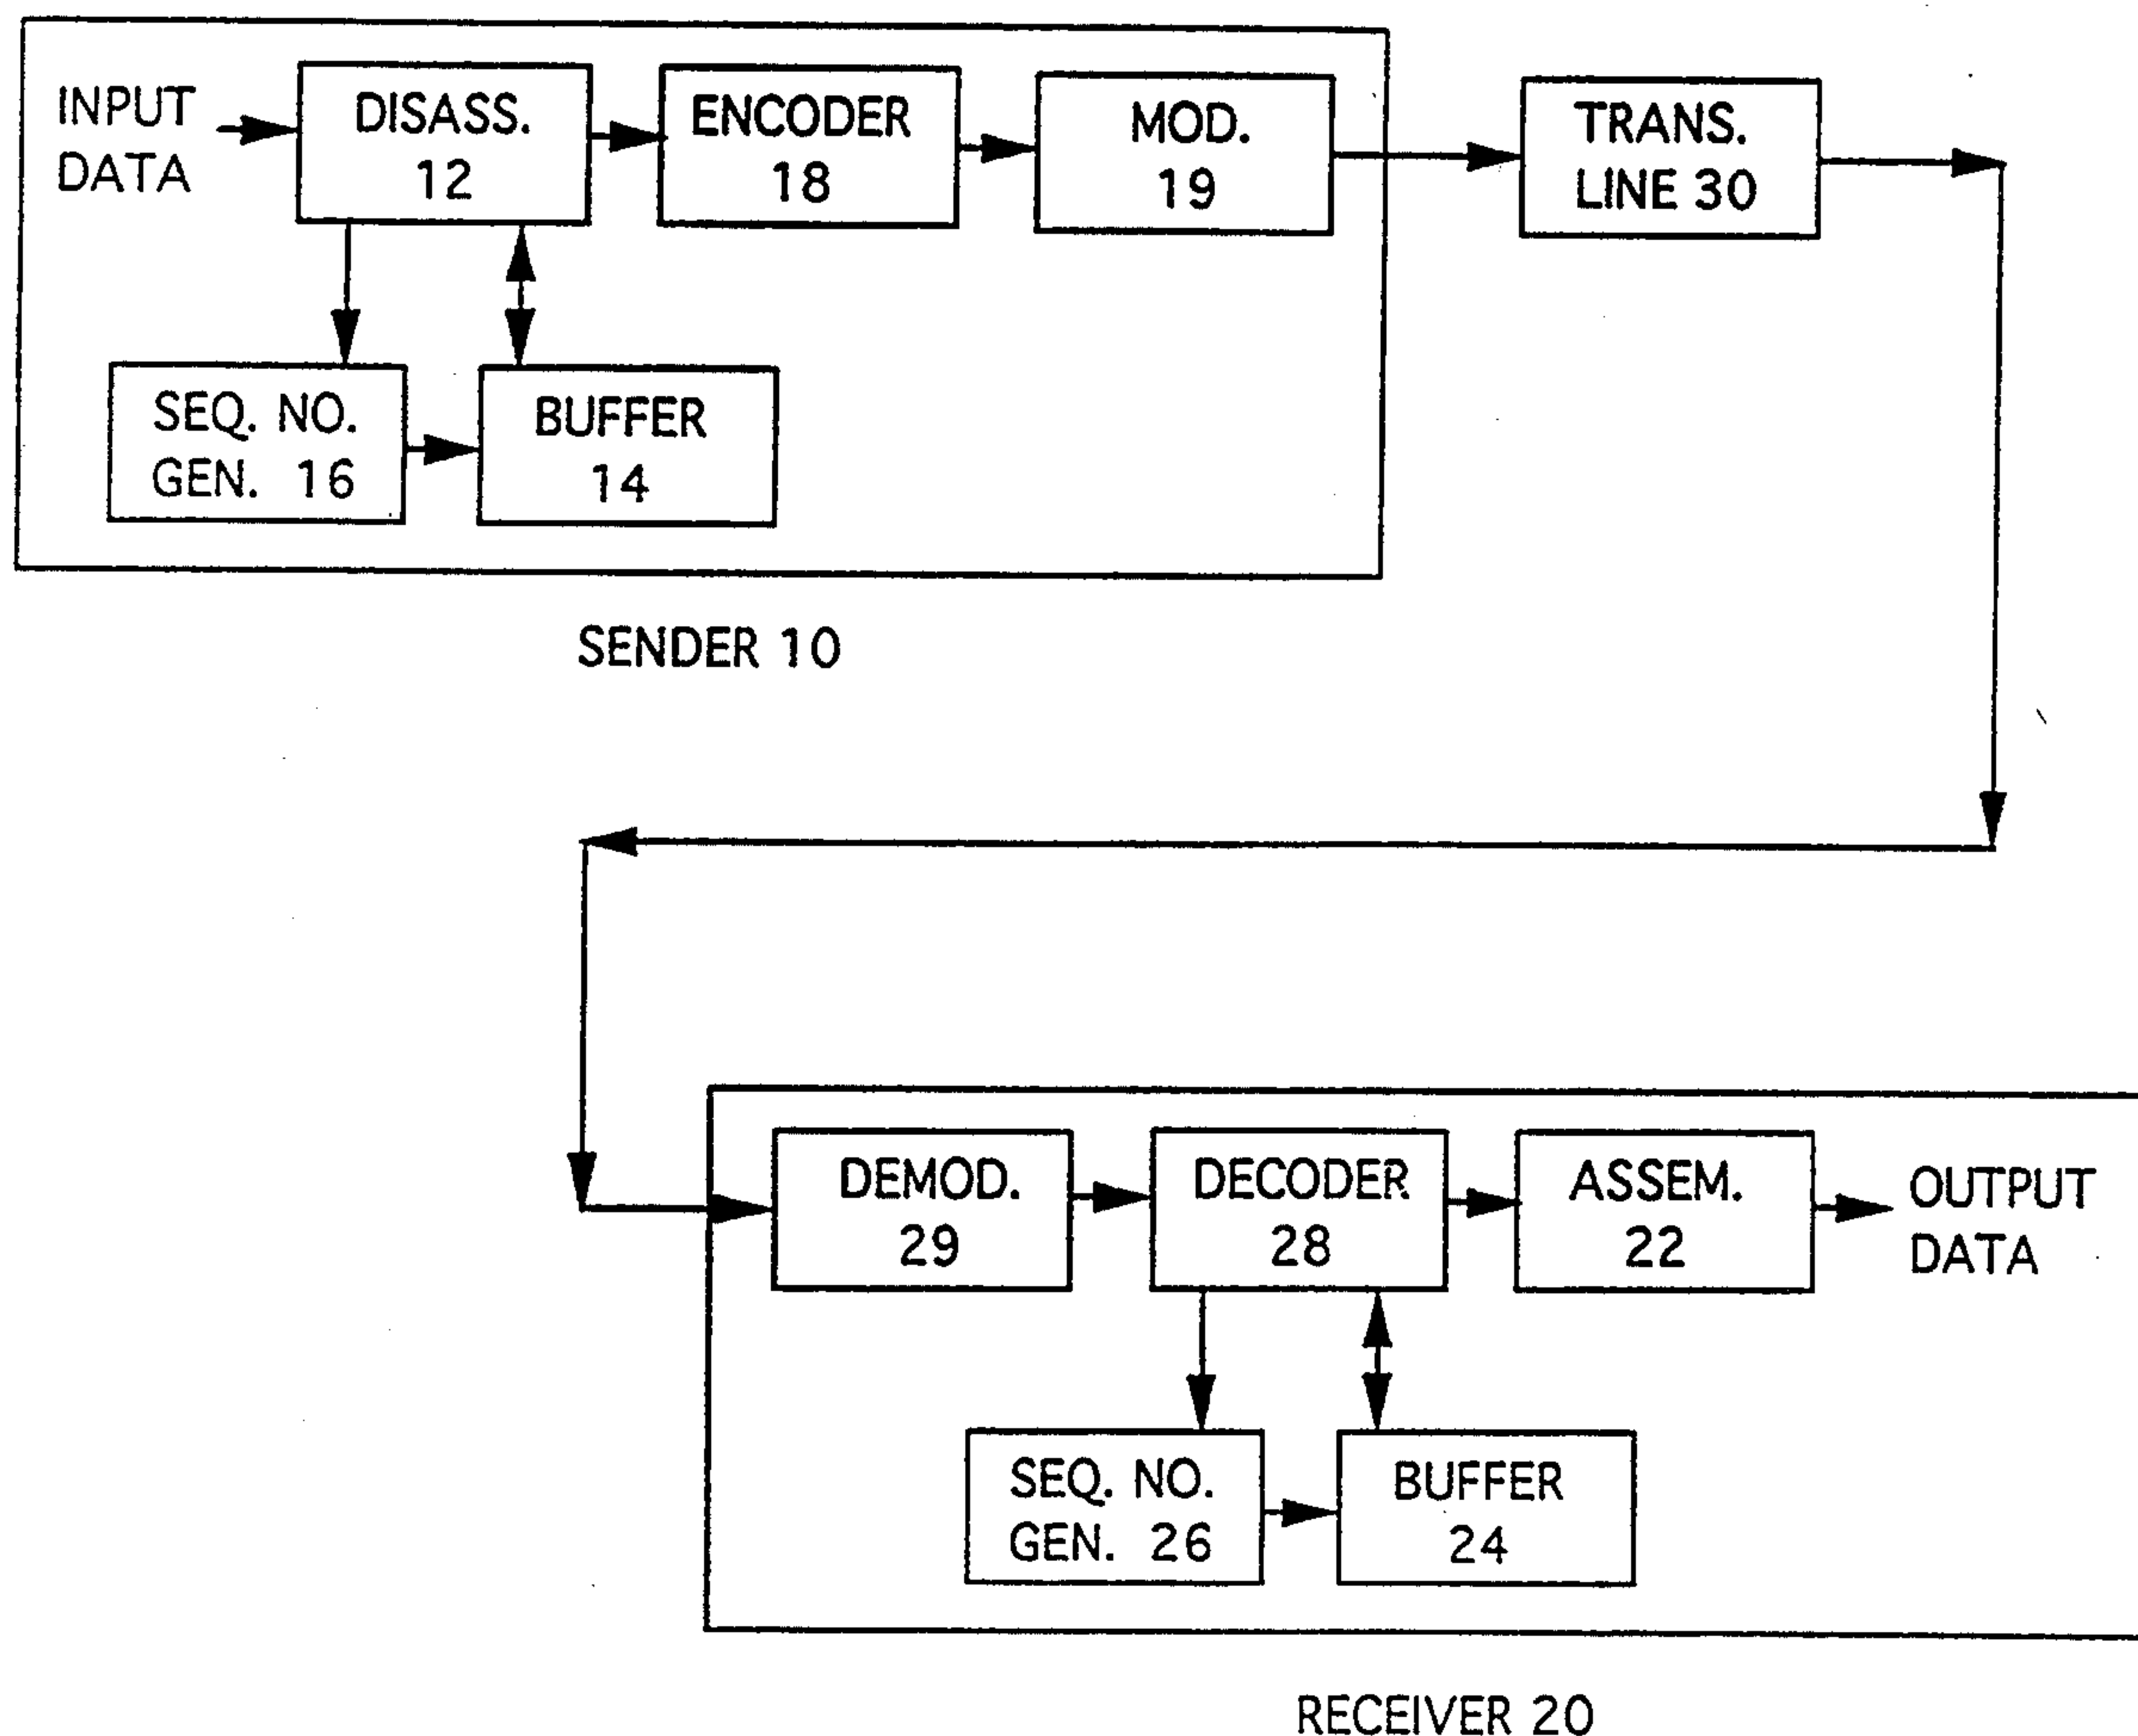 INPUT
DATA
DISASS.
12
ENCODER
18
MOD.
19
TRANS.
LINE 30
SEQ. NO.
GEN. 16
BUFFER
14
SENDER 10
DEMOD.
29
DECODER
28
ASSEM.
22
OUTPUT
DATA
SEQ. NO.
GEN. 26
BUFFER
24
RECEIVER 20